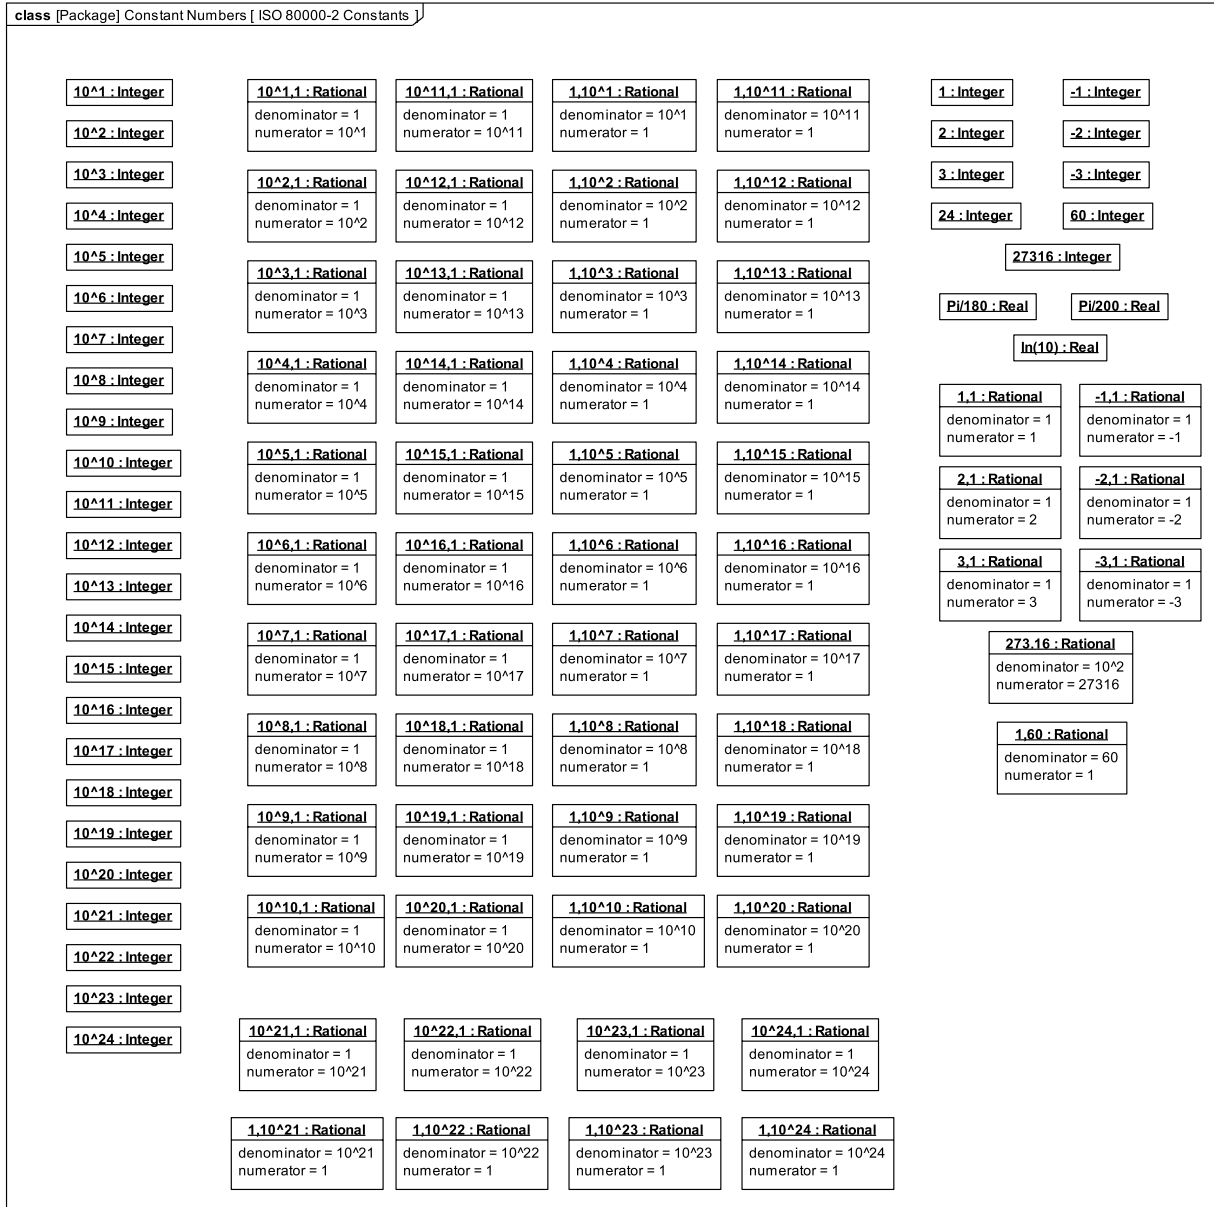 class [Package] Constant Numbers [ ISO 80000-2 Constants ]
10^1 : Integer
10^2 : Integer
10^3 : Integer
10^4 : Integer
10^5 : Integer
10^6 : Integer
10^7 : Integer
10^8 : Integer
10^9 : Integer
10^10 : Integer
10^11 : Integer
10^12 : Integer
10^13 : Integer
10^14 : Integer
10^15 : Integer
10^16 : Integer
10^17 : Integer
10^18 : Integer
10^19 : Integer
10^20 : Integer
10^21 : Integer
10^22 : Integer
10^23 : Integer
10^24 : Integer
10^1,1 : Rational
denominator = 1
numerator = 10^1
10^2,1 : Rational
denominator = 1
numerator = 10^2
10^3,1 : Rational
denominator = 1
numerator = 10^3
10^4,1 : Rational
denominator = 1
numerator = 10^4
10^5,1 : Rational
denominator = 1
numerator = 10^5
10^6,1 : Rational
denominator = 1
numerator = 10^6
10^7,1 : Rational
denominator = 1
numerator = 10^7
10^8,1 : Rational
denominator = 1
numerator = 10^8
10^9,1 : Rational
denominator = 1
numerator = 10^9
10^10,1 : Rational
denominator = 1
numerator = 10^10
10^11,1 : Rational
denominator = 1
numerator = 10^11
10^12,1 : Rational
denominator = 1
numerator = 10^12
10^13,1 : Rational
denominator = 1
numerator = 10^13
10^14,1 : Rational
denominator = 1
numerator = 10^14
10^15,1 : Rational
denominator = 1
numerator = 10^15
10^16,1 : Rational
denominator = 1
numerator = 10^16
10^17,1 : Rational
denominator = 1
numerator = 10^17
10^18,1 : Rational
denominator = 1
numerator = 10^18
10^19,1 : Rational
denominator = 1
numerator = 10^19
10^20,1 : Rational
denominator = 1
numerator = 10^20
1,10^1 : Rational
denominator = 10^1
numerator = 1
1,10^2 : Rational
denominator = 10^2
numerator = 1
1,10^3 : Rational
denominator = 10^3
numerator = 1
1,10^4 : Rational
denominator = 10^4
numerator = 1
1,10^5 : Rational
denominator = 10^5
numerator = 1
1,10^6 : Rational
denominator = 10^6
numerator = 1
1,10^7 : Rational
denominator = 10^7
numerator = 1
1,10^8 : Rational
denominator = 10^8
numerator = 1
1,10^9 : Rational
denominator = 10^9
numerator = 1
1,10^10 : Rational
denominator = 10^10
numerator = 1
1,10^11 : Rational
denominator = 10^11
numerator = 1
1,10^12 : Rational
denominator = 10^12
numerator = 1
1,10^13 : Rational
denominator = 10^13
numerator = 1
1,10^14 : Rational
denominator = 10^14
numerator = 1
1,10^15 : Rational
denominator = 10^15
numerator = 1
1,10^16 : Rational
denominator = 10^16
numerator = 1
1,10^17 : Rational
denominator = 10^17
numerator = 1
1,10^18 : Rational
denominator = 10^18
numerator = 1
1,10^19 : Rational
denominator = 10^19
numerator = 1
1,10^20 : Rational
denominator = 10^20
numerator = 1
10^21,1 : Rational
denominator = 1
numerator = 10^21
10^22,1 : Rational
denominator = 1
numerator = 10^22
10^23,1 : Rational
denominator = 1
numerator = 10^23
10^24,1 : Rational
denominator = 1
numerator = 10^24
1,10^21 : Rational
denominator = 10^21
numerator = 1
1,10^22 : Rational
denominator = 10^22
numerator = 1
1,10^23 : Rational
denominator = 10^23
numerator = 1
1,10^24 : Rational
denominator = 10^24
numerator = 1
1 : Integer
-1 : Integer
2 : Integer
-2 : Integer
3 : Integer
-3 : Integer
24 : Integer
60 : Integer
27316 : Integer
Pi/180 : Real
Pi/200 : Real
ln(10) : Real
1,1 : Rational
denominator = 1
numerator = 1
-1,1 : Rational
denominator = 1
numerator = -1
2,1 : Rational
denominator = 1
numerator = 2
-2,1 : Rational
denominator = 1
numerator = -2
3,1 : Rational
denominator = 1
numerator = 3
-3,1 : Rational
denominator = 1
numerator = -3
273.16 : Rational
denominator = 10^2
numerator = 27316
1,60 : Rational
denominator = 60
numerator = 1